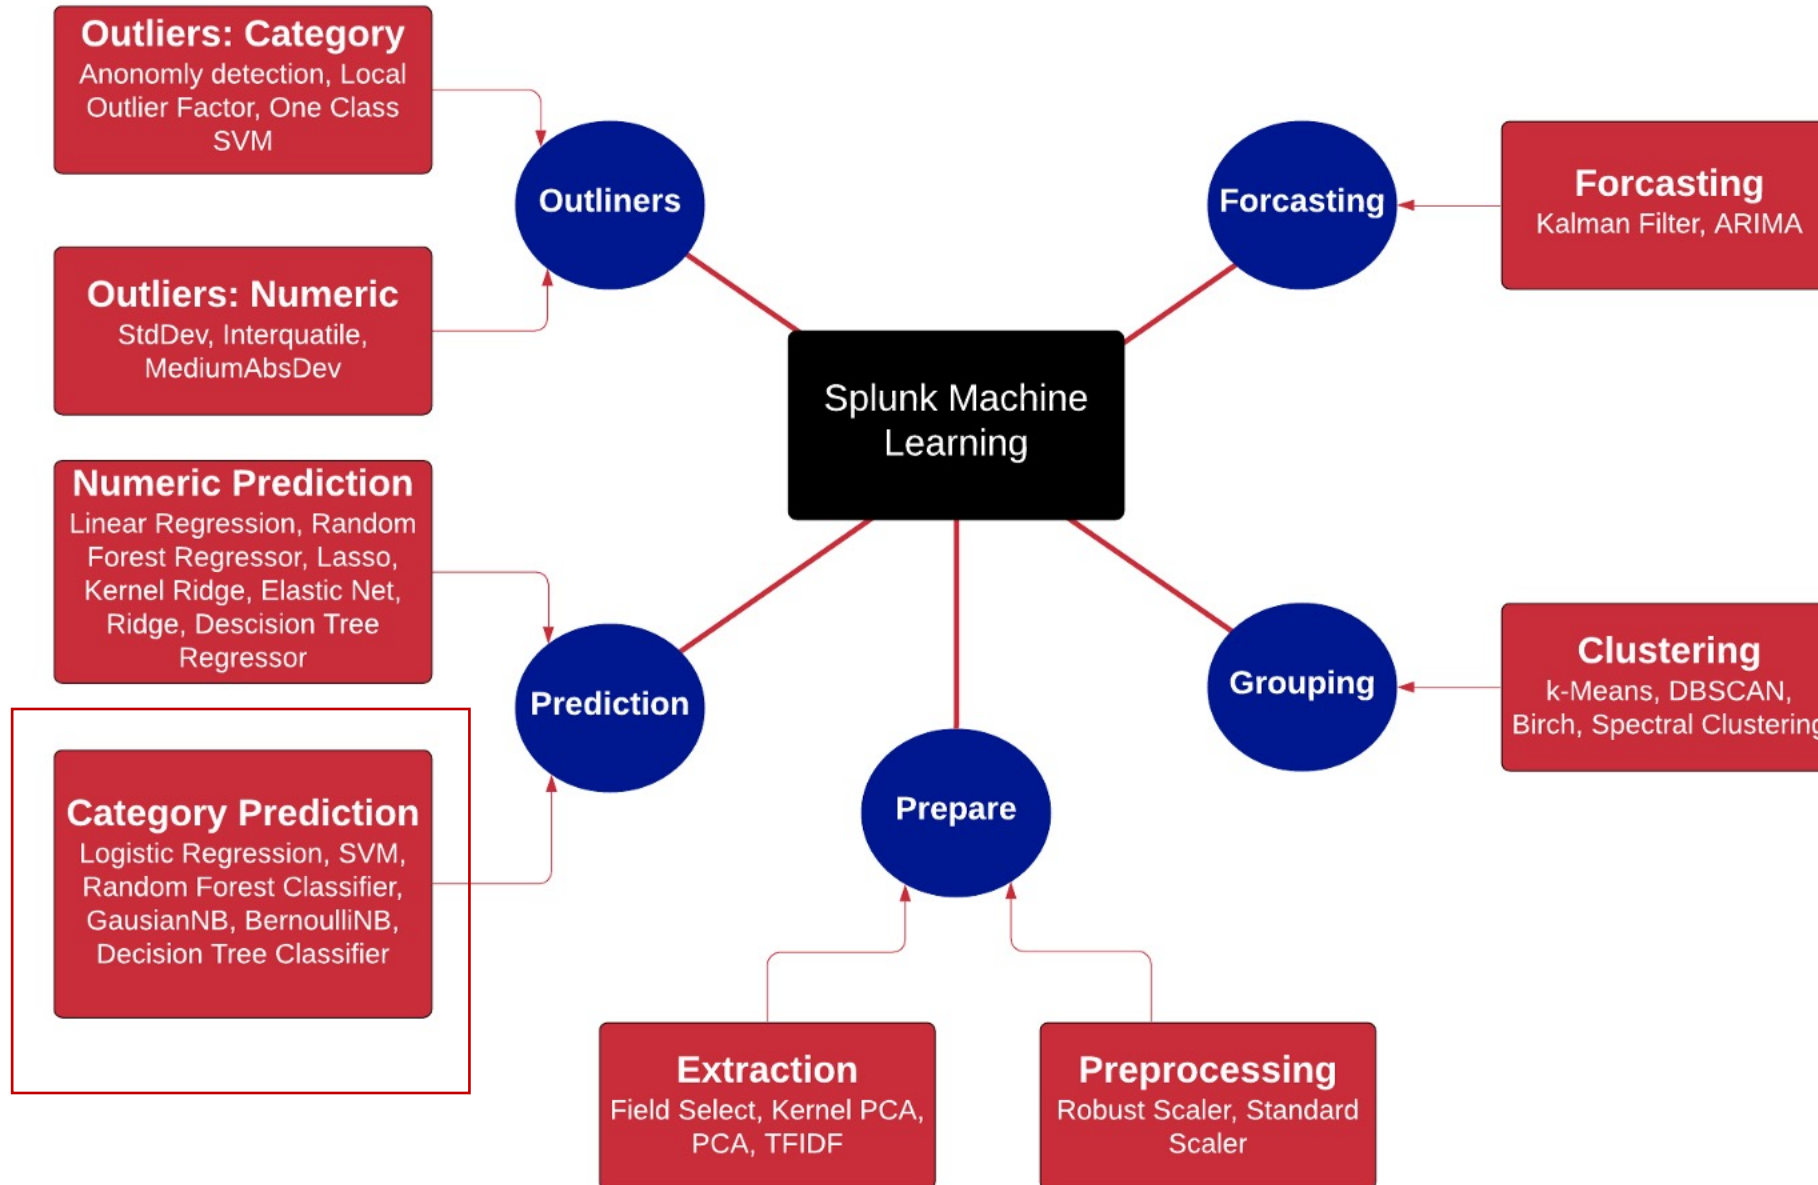 Outliers: Category
Anonomly detection, Local
Outlier Factor, One Class
SVM
Outliners
Forcasting
Forcasting
Kalman Filter, ARIMA
Outliers: Numeric
StdDev, Interquatile,
MediumAbsDev
Splunk Machine
Learning
Numeric Prediction
Linear Regression, Random
Forest Regressor, Lasso,
Kernel Ridge, Elastic Net,
Ridge, Descision Tree
Regressor
Prediction
Grouping
Clustering
k-Means, DBSCAN,
Birch, Spectral Clustering
Category Prediction
Logistic Regression, SVM,
Random Forest Classifier,
GausianNB, BernoulliNB,
Decision Tree Classifier
Prepare
Extraction
Field Select, Kernel PCA,
PCA, TFIDF
Preprocessing
Robust Scaler, Standard
Scaler